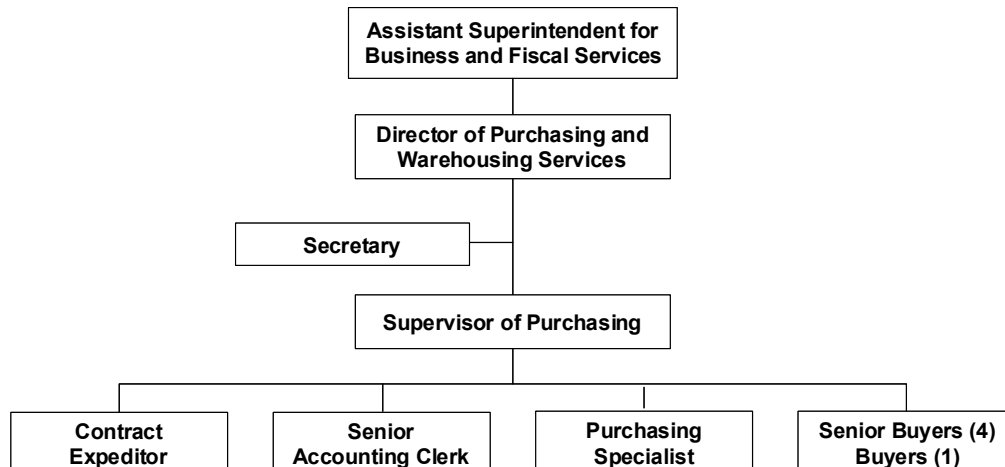 Assistant Superintendent for
Business and Fiscal Services
Director of Purchasing and
Warehousing Services
Secretary
Supervisor of Purchasing
Contract
Expeditor
Senior
Accounting Clerk
Purchasing
Specialist
Senior Buyers (4)
Buyers (1)